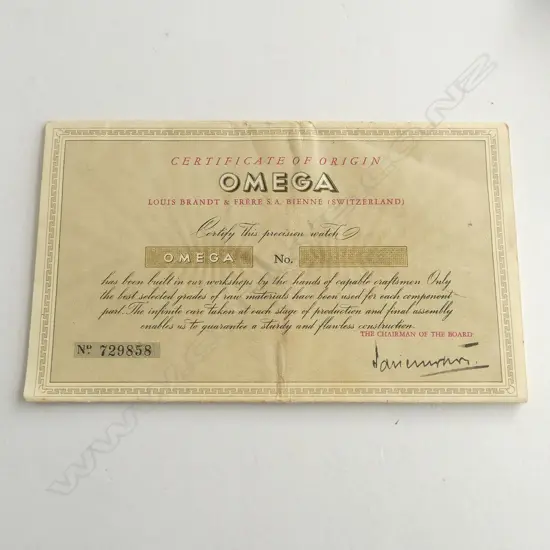 CERTIFICATE OF ORIGIN
OMEGA
LOUIS BRANDT & FRÈRE S.A. BIENNE (SWITZERLAND)
Certify this precision watch
OMEGA No.
has been built in our workshops by the hands of capable craftsmen. Only
the best selected grades of raw materials have been used for each component
part. The infinite care taken at each stage of production and final assembly
enables us to guarantee a sturdy and flawless construction.
THE CHAIRMAN OF THE BOARD
Nº 729858